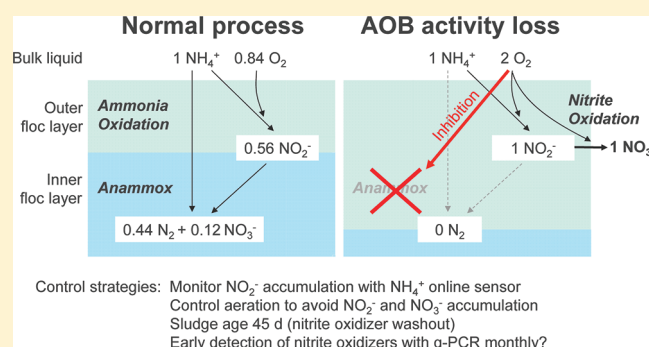 Normal process
AOB activity loss
Bulk liquid
1 NH₄⁺ 0.84 O₂
1 NH₄⁺ 2 O₂
Outer
floc layer
Ammonia
Oxidation
Inhibition
Nitrite
Oxidation
0.56 NO₂⁻
1 NO₂⁻
1 NO₃
Inner
floc layer
Anammox
Anammox
0.44 N₂ + 0.12 NO₃⁻
0 N₂
Control strategies: Monitor NO₂⁻ accumulation with NH₄⁺ online sensor
Control aeration to avoid NO₂⁻ and NO₃⁻ accumulation
Sludge age 45 d (nitrite oxidizer washout)
Early detection of nitrite oxidizers with q-PCR monthly?